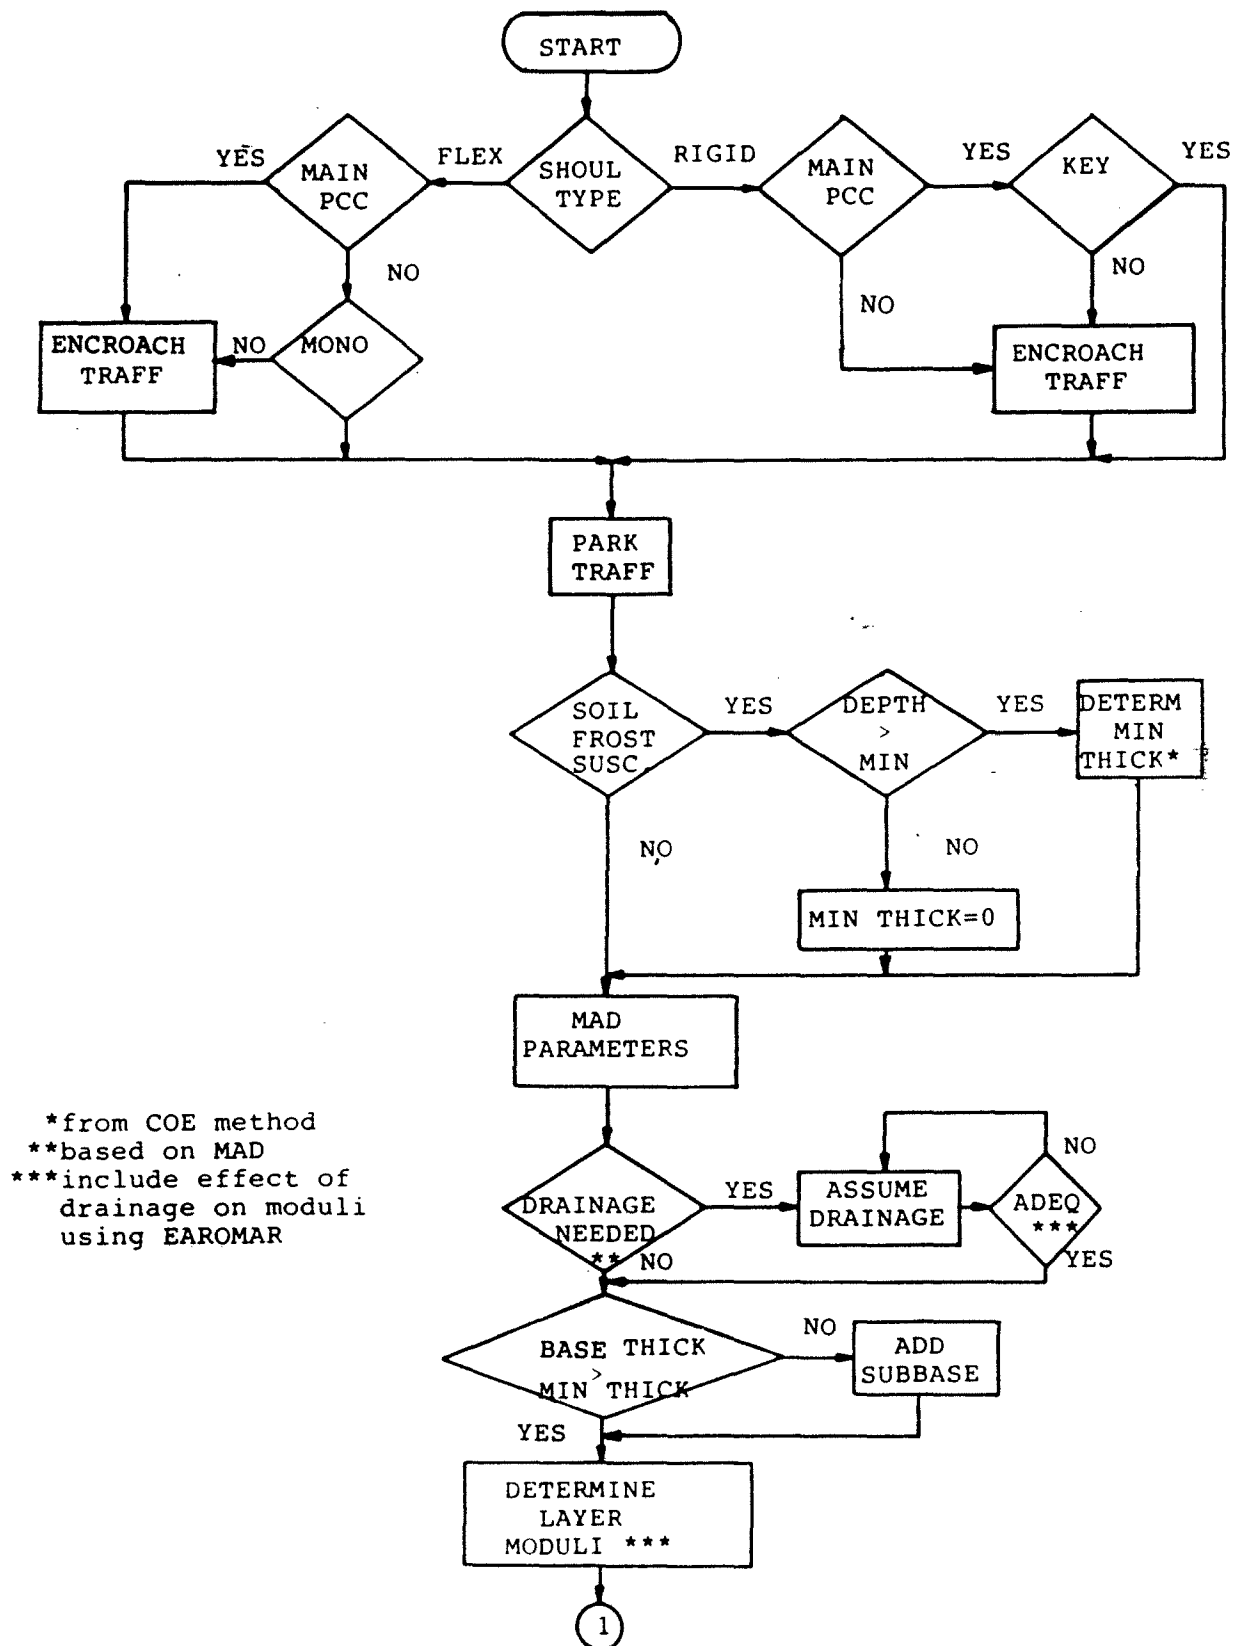 START
YES
MAIN
PCC
FLEX
SHOUL
TYPE
RIGID
MAIN
PCC
YES
KEY
YES
NO
NO
NO
ENCROACH
TRAFF
NO
MONO
ENCROACH
TRAFF
PARK
TRAFF
SOIL
FROST
SUSC.
YES
DEPTH
>
MIN
YES
DETERM
MIN
THICK*
NO
NO
MIN THICK=0
MAD
PARAMETERS
*from COE method
**based on MAD
***include effect of
drainage on moduli
using EAROMAR
DRAINAGE
NEEDED
**
YES
ASSUME
DRAINAGE
NO
ADEQ
***
YES
NO
BASE THICK
>
MIN THICK
NO
ADD
SUBBASE
YES
DETERMINE
LAYER
MODULI ***
1